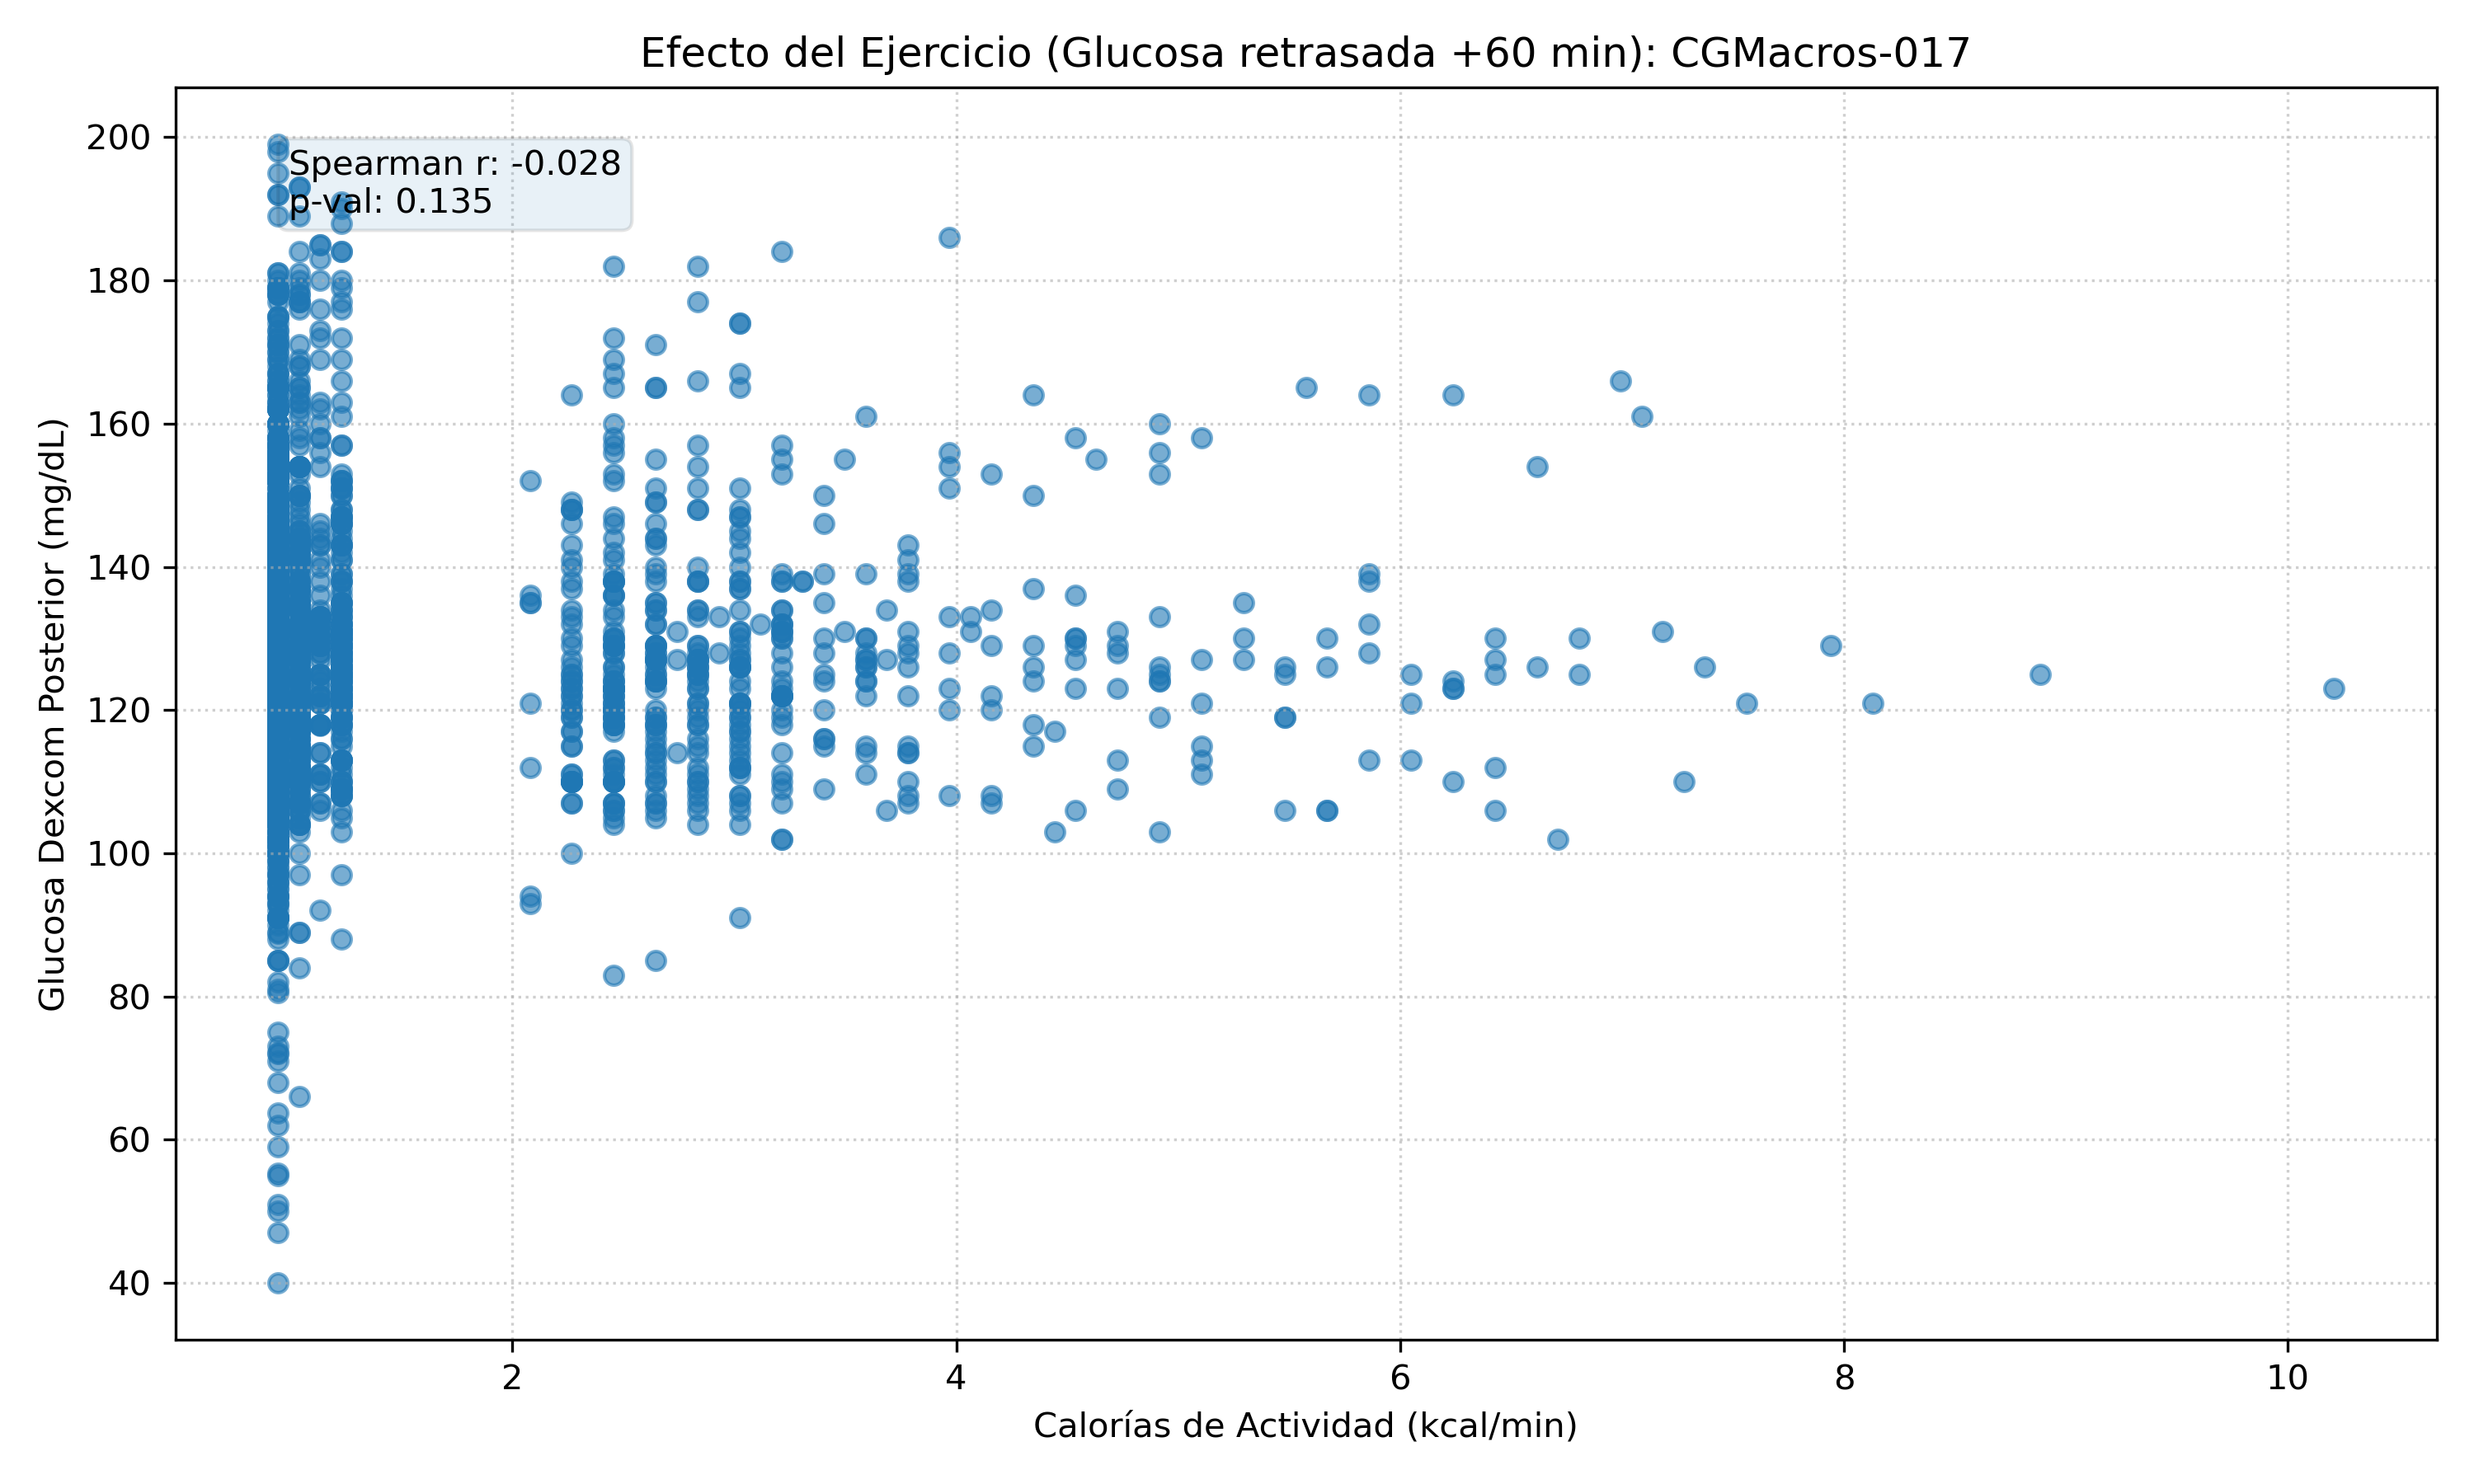 Efecto del Ejercicio (Glucosa retrasada +60 min): CGMacros-017
Spearman r: -0.028
p-val: 0.135
Glucosa Dexcom Posterior (mg/dL)
200
180
160
140
120
100
80
60
40
2
4
6
8
10
Calorías de Actividad (kcal/min)